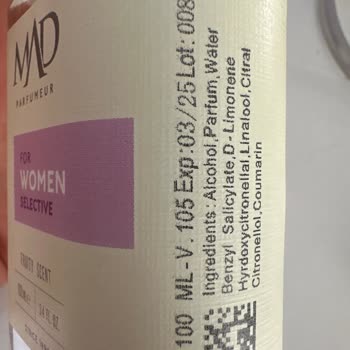 MAD
PARFUMEUR
FOR
WOMEN
SELECTIVE
SCENT
100 ML - V. 105 Exp:03/25 Lot: 008
Ingredients: Alcohol,Parfum,Water
Benzyl Salicylate,D - Limonene
Hyrdoxycitronellal,Linalool,Citral
Citronellol,Coumarin